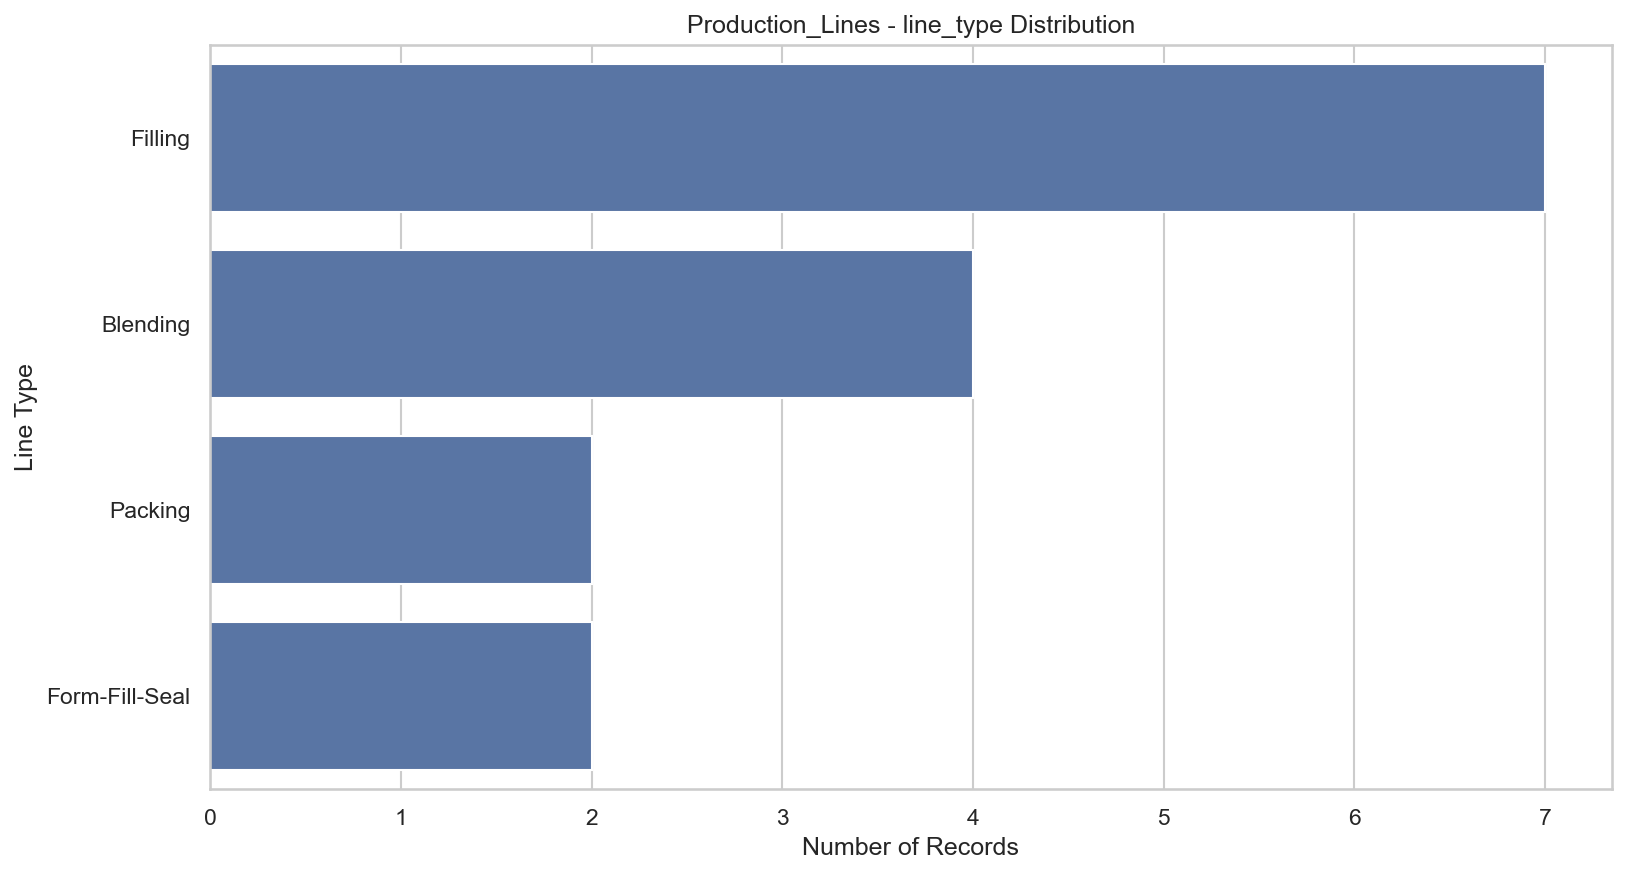 Production_Lines - line_type Distribution
Line Type
Filling
Blending
Packing
Form-Fill-Seal
0 1 2 3 4 5 6 7
Number of Records